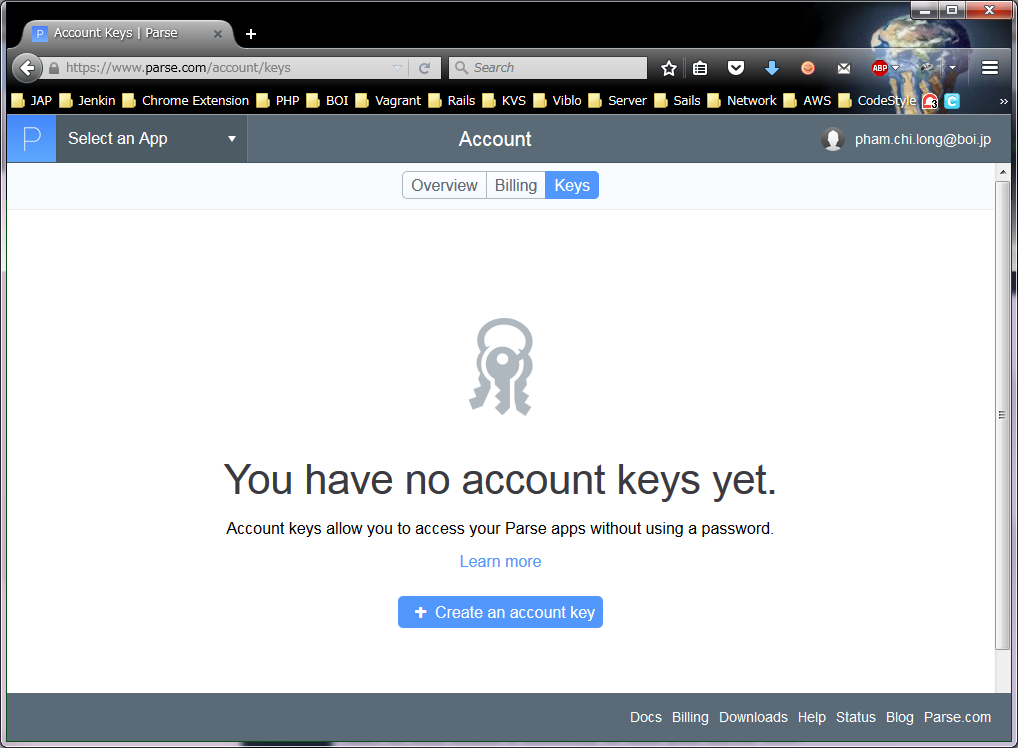 P Account Keys | Parse
https://www.parse.com/account/keys Search ABP
JAP Jenkin Chrome Extension PHP BOI Vagrant Rails KVS Viblo Server Sails Network AWS CodeStyle 3 C »
P Select an App Account pham.chi.long@boi.jp
Overview Billing Keys
You have no account keys yet.
Account keys allow you to access your Parse apps without using a password.
Learn more
+ Create an account key
Docs Billing Downloads Help Status Blog Parse.com